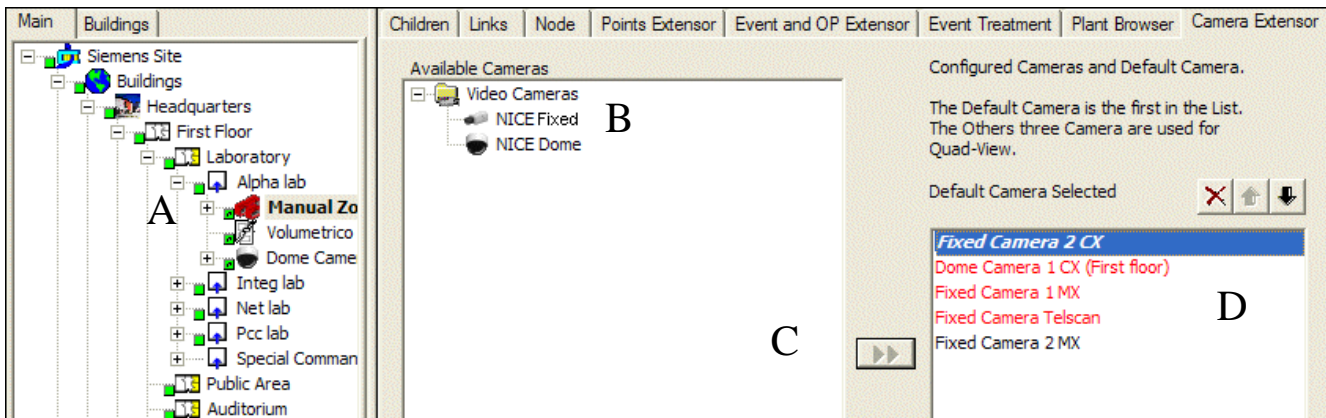 Main
Buildings
Siemens Site
Buildings
Headquarters
First Floor
Laboratory
Alpha lab
A
Manual Zo
Volumetrico
Dome Came
Integ lab
Net lab
Pcc lab
Special Comman
Public Area
Auditorium
Children
Links
Node
Points Extensor
Event and OP Extensor
Event Treatment
Plant Browser
Camera Extensor
Available Cameras
Video Cameras
B
NICE Fixed
NICE Dome
C
Configured Cameras and Default Camera.
The Default Camera is the first in the List.
The Others three Camera are used for
Quad-View.
Default Camera Selected
Fixed Camera 2 CX
Dome Camera 1 CX (First floor)
Fixed Camera 1 MX
D
Fixed Camera Telscan
Fixed Camera 2 MX